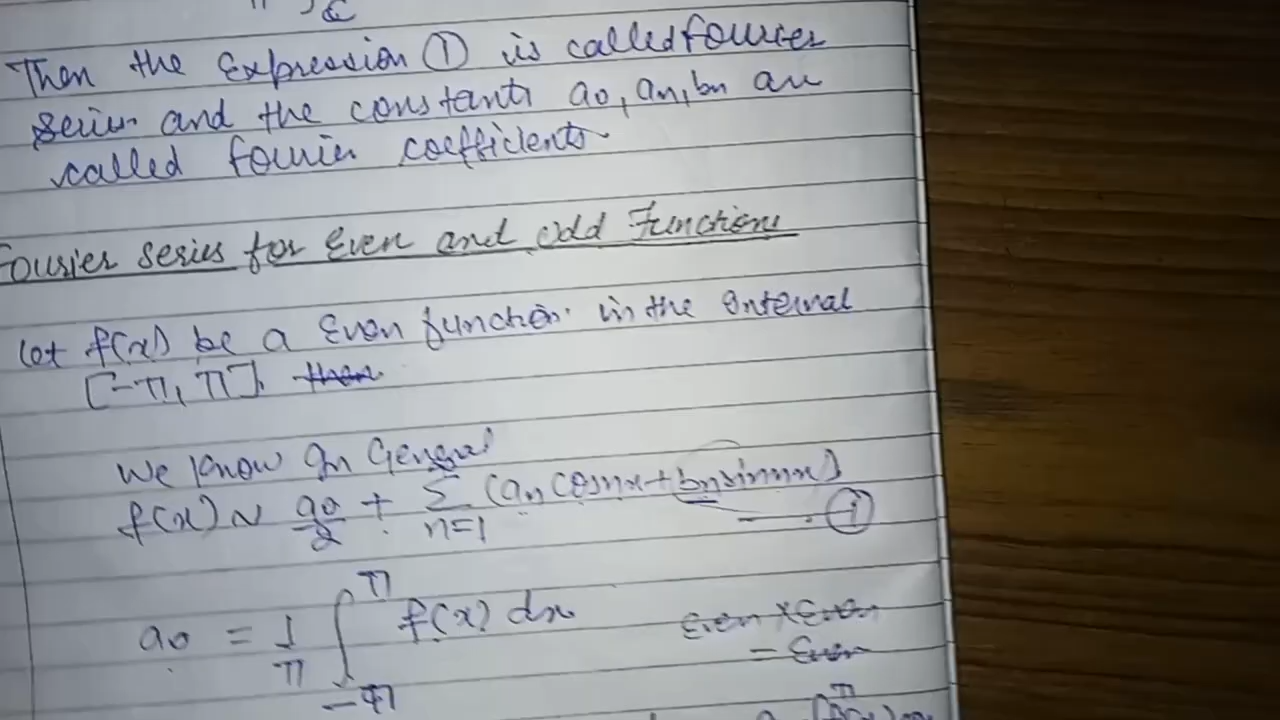 Then the Expression ① is called fourier
series and the constants a0, an, bn are
called fourier coefficients
Fourier series for Even and odd Functions
Let f(x) be a Even function in the interval
[-π, π]. then
We know In General
f(x) ~ a0/2 + Σ n=1 (an cosnx + bn sinnx) — ①
a0 = 1/π ∫ -π π f(x) dx
Even × Even
= Even